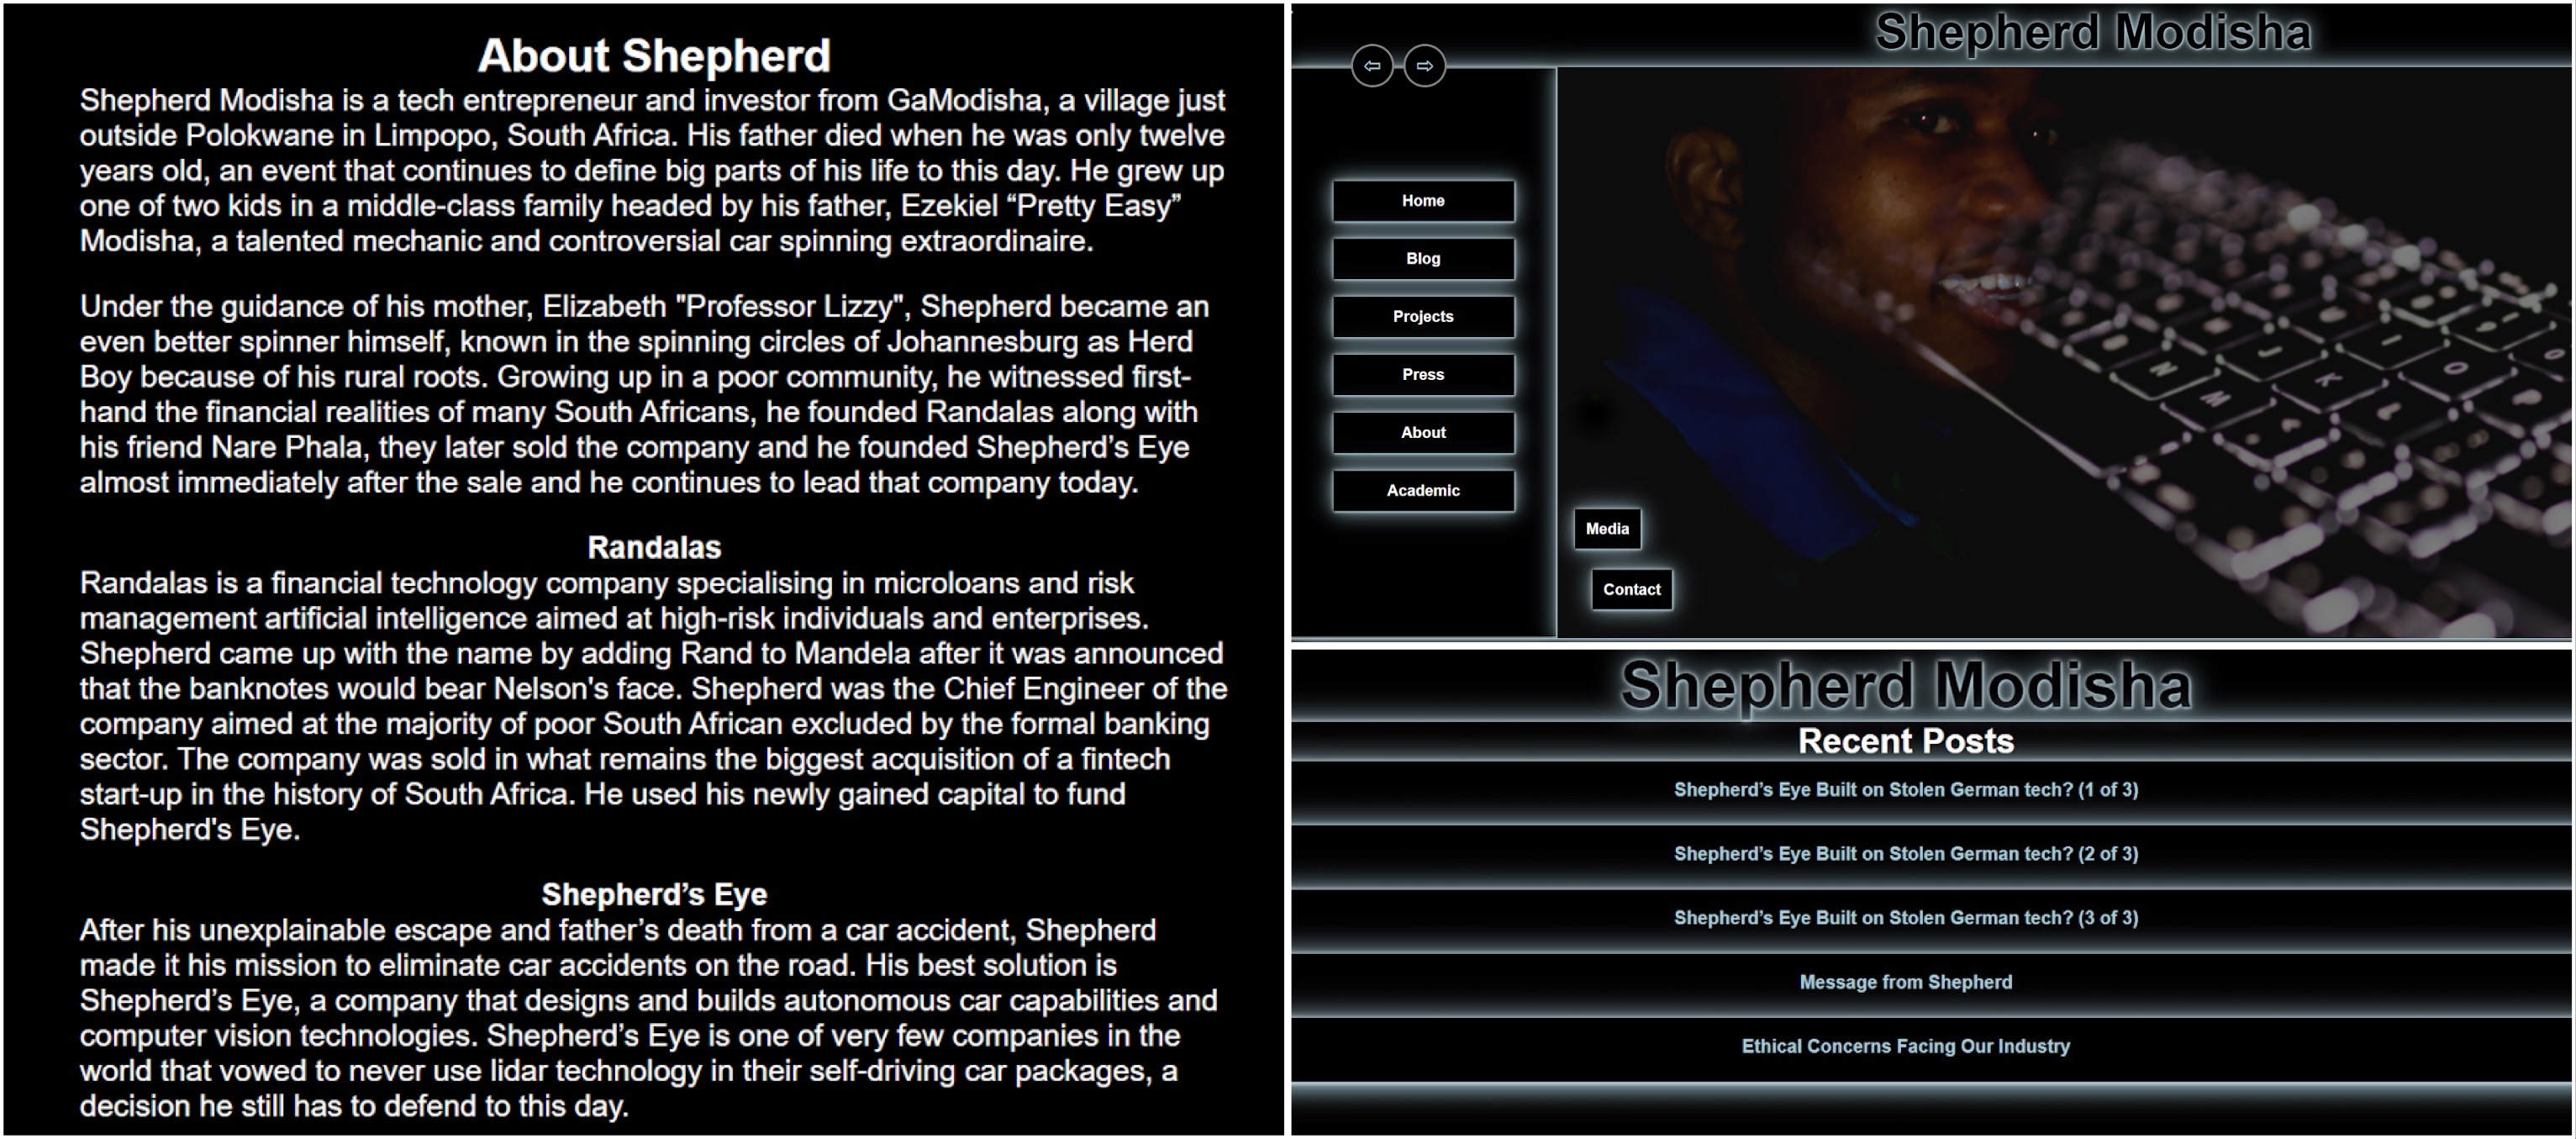 About Shepherd
Shepherd Modisha is a tech entrepreneur and investor from GaModisha, a village just
outside Polokwane in Limpopo, South Africa. His father died when he was only twelve
years old, an event that continues to define big parts of his life to this day. He grew up
one of two kids in a middle-class family headed by his father, Ezekiel “Pretty Easy”
Modisha, a talented mechanic and controversial car spinning extraordinaire.
Under the guidance of his mother, Elizabeth "Professor Lizzy", Shepherd became an
even better spinner himself, known in the spinning circles of Johannesburg as Herd
Boy because of his rural roots. Growing up in a poor community, he witnessed first-
hand the financial realities of many South Africans, he founded Randalas along with
his friend Nare Phala, they later sold the company and he founded Shepherd’s Eye
almost immediately after the sale and he continues to lead that company today.
Randalas
Randalas is a financial technology company specialising in microloans and risk
management artificial intelligence aimed at high-risk individuals and enterprises.
Shepherd came up with the name by adding Rand to Mandela after it was announced
that the banknotes would bear Nelson's face. Shepherd was the Chief Engineer of the
company aimed at the majority of poor South African excluded by the formal banking
sector. The company was sold in what remains the biggest acquisition of a fintech
start-up in the history of South Africa. He used his newly gained capital to fund
Shepherd's Eye.
Shepherd’s Eye
After his unexplainable escape and father’s death from a car accident, Shepherd
made it his mission to eliminate car accidents on the road. His best solution is
Shepherd’s Eye, a company that designs and builds autonomous car capabilities and
computer vision technologies. Shepherd’s Eye is one of very few companies in the
world that vowed to never use lidar technology in their self-driving car packages, a
decision he still has to defend to this day.
Shepherd Modisha
Home
Blog
Projects
Press
About
Academic
Media
Contact
N
M
J
K
O
Shepherd Modisha
Recent Posts
Shepherd’s Eye Built on Stolen German tech? (1 of 3)
Shepherd’s Eye Built on Stolen German tech? (2 of 3)
Shepherd’s Eye Built on Stolen German tech? (3 of 3)
Message from Shepherd
Ethical Concerns Facing Our Industry